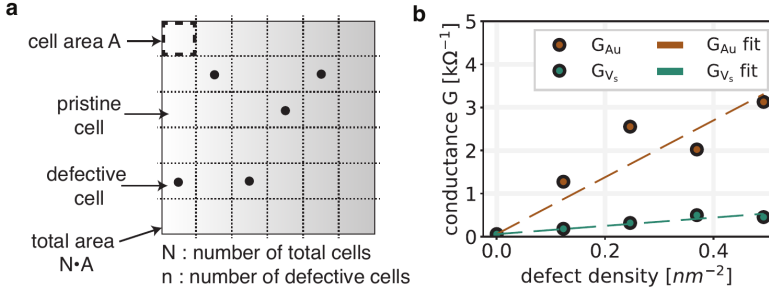 a
cell area A
pristine
cell
defective
cell
total area
N•A
N : number of total cells
n : number of defective cells
b
conductance G [kΩ⁻¹]
5
4
3
2
1
0
G_Au
G_Vs
G_Au fit
G_Vs fit
0.0
0.2
0.4
defect density [nm⁻²]